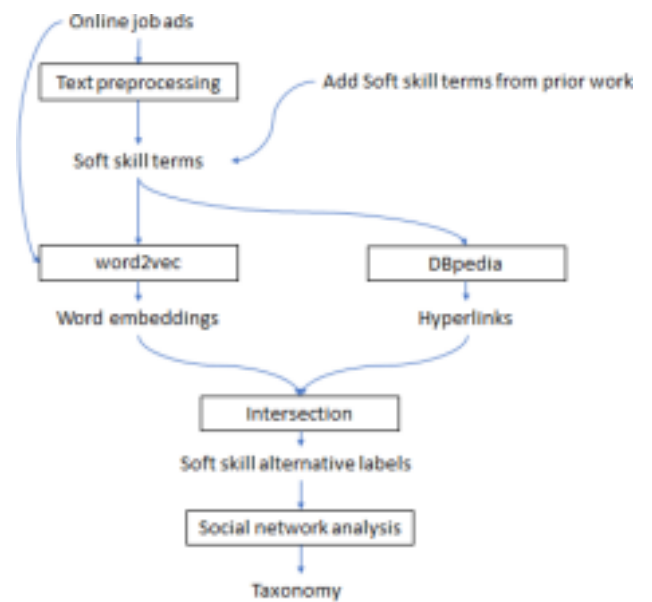 Online job ads
Text preprocessing
Add Soft skill terms from prior work
Soft skill terms
word2vec
DBpedia
Word embeddings
Hyperlinks
Intersection
Soft skill alternative labels
Social network analysis
Taxonomy